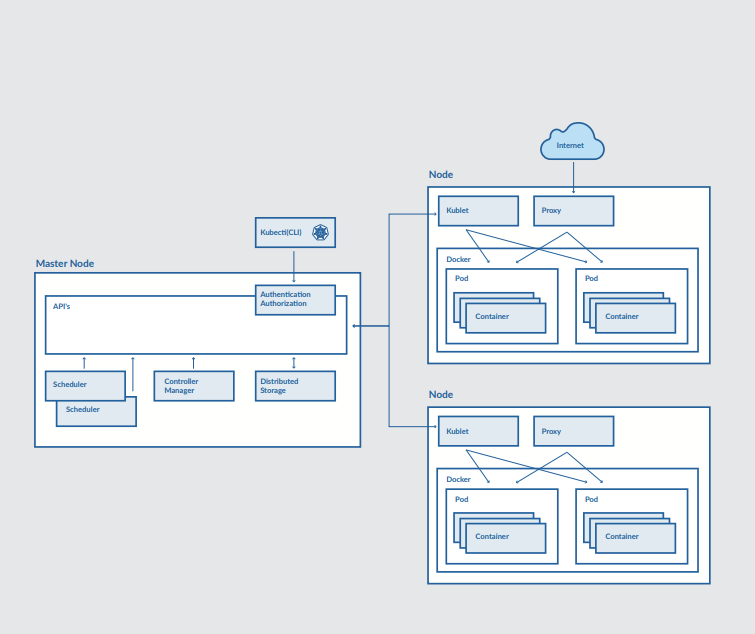 Internet
Node
Kublet
Proxy
Kubectl(CLI)
Docker
Master Node
Pod
Pod
Authentication
Authorization
API's
Container
Container
Scheduler
Controller
Manager
Distributed
Storage
Scheduler
Node
Kublet
Proxy
Docker
Pod
Pod
Container
Container